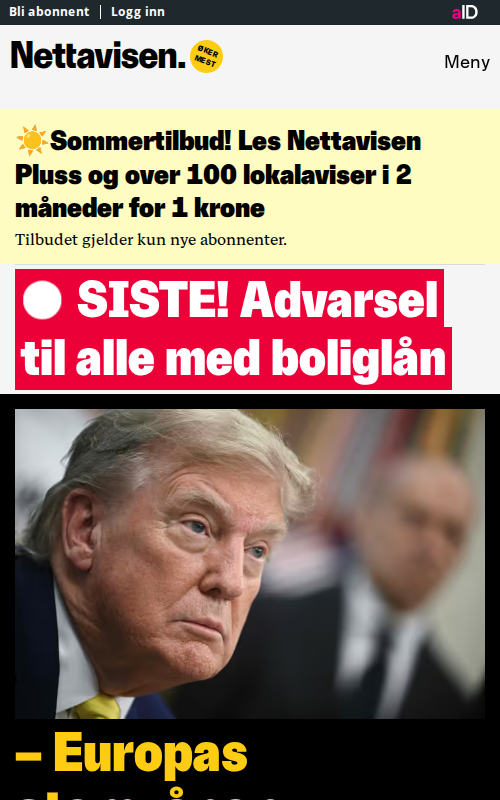 Bli abonnent | Logg inn
aID
Nettavisen.
ØKER
MEST
Meny
☀️Sommertilbud! Les Nettavisen
Pluss og over 100 lokalaviser i 2
måneder for 1 krone
Tilbudet gjelder kun nye abonnenter.
SISTE! Advarsel
til alle med boliglån
– Europas